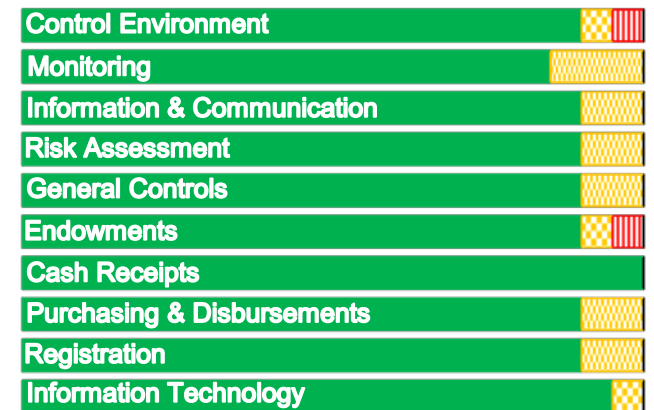 Control Environment
Monitoring
Information & Communication
Risk Assessment
General Controls
Endowments
Cash Receipts
Purchasing & Disbursements
Registration
Information Technology